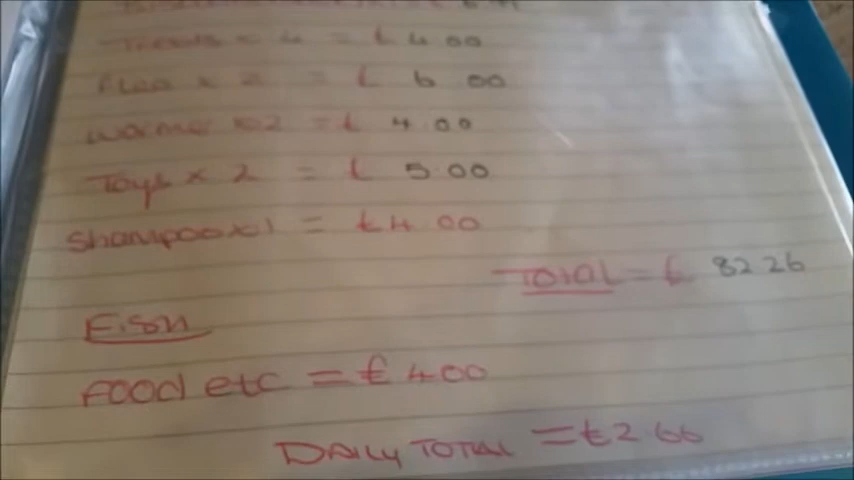 Treats x 4 = £ 4.00
Flea x 2 = £ 6.00
Wormer x 2 = £ 4.00
Toys x 2 = £ 5.00
Shampoo x 1 = £4.00
TOTAL = £ 82.26
FISH
FOOD etc = £4.00
DAILY TOTAL = £2.66